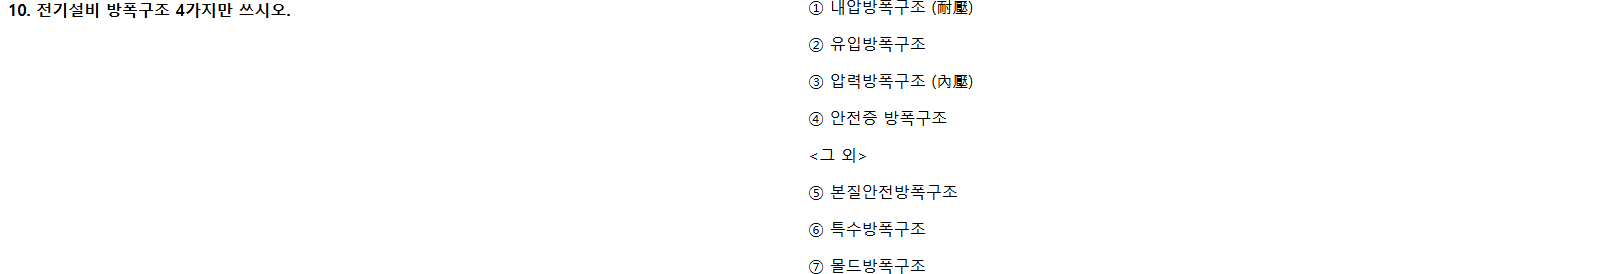 10. 전기설비 방폭구조 4가지만 쓰시오.
① 내압방폭구조 (耐壓)
② 유입방폭구조
③ 압력방폭구조 (內壓)
④ 안전증 방폭구조
<그 외>
⑤ 본질안전방폭구조
⑥ 특수방폭구조
⑦ 몰드방폭구조